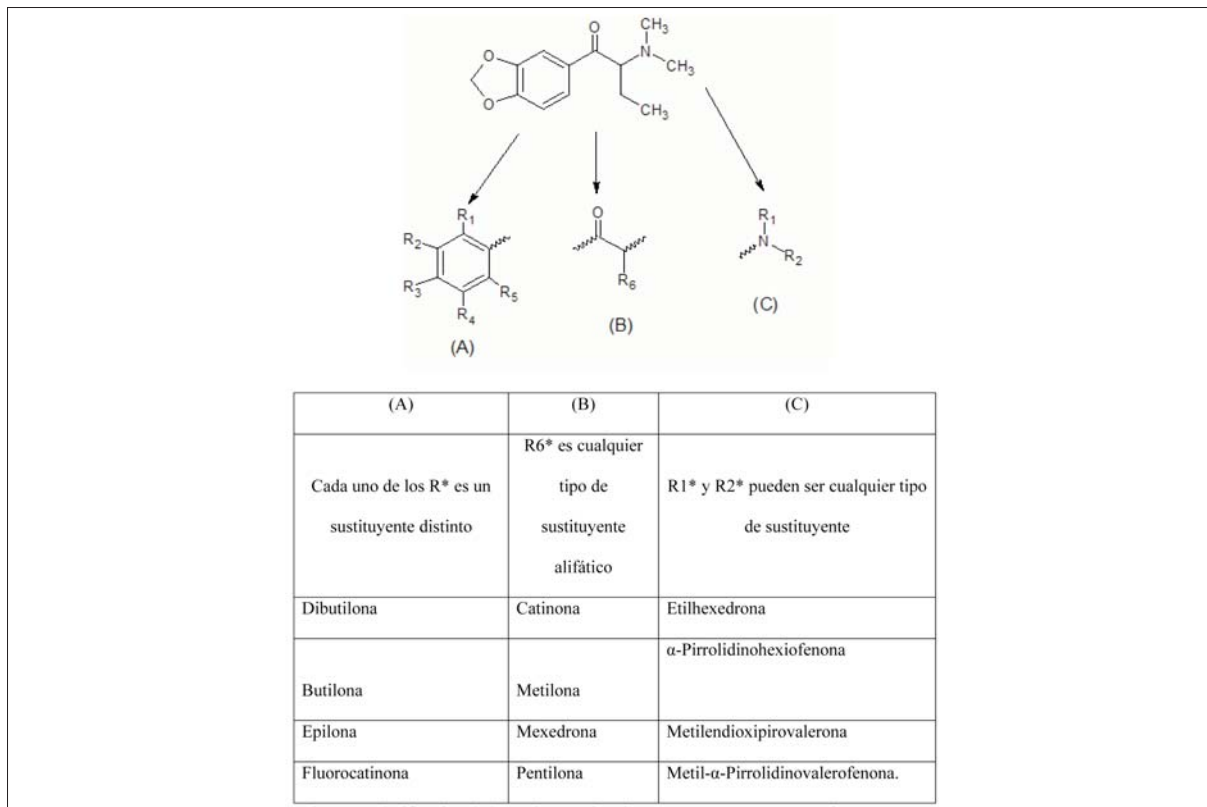 O
CH3
N
CH3
O
O
CH3
R1
R2
R3
R5
R4
(A)
O
R6
(B)
R1
N
R2
(C)
(A) (B) (C)
Cada uno de los R* es un
sustituyente distinto
R6* es cualquier
tipo de
sustituyente
alifático
R1* y R2* pueden ser cualquier tipo
de sustituyente
Dibutilona Catinona Etilhexedrona
Butilona Metilona α-Pirrolidinohexiofenona
Epilona Mexedrona Metilendioxipirovalerona
Fluorocatinona Pentilona Metil-α-Pirrolidinovalerofenona.